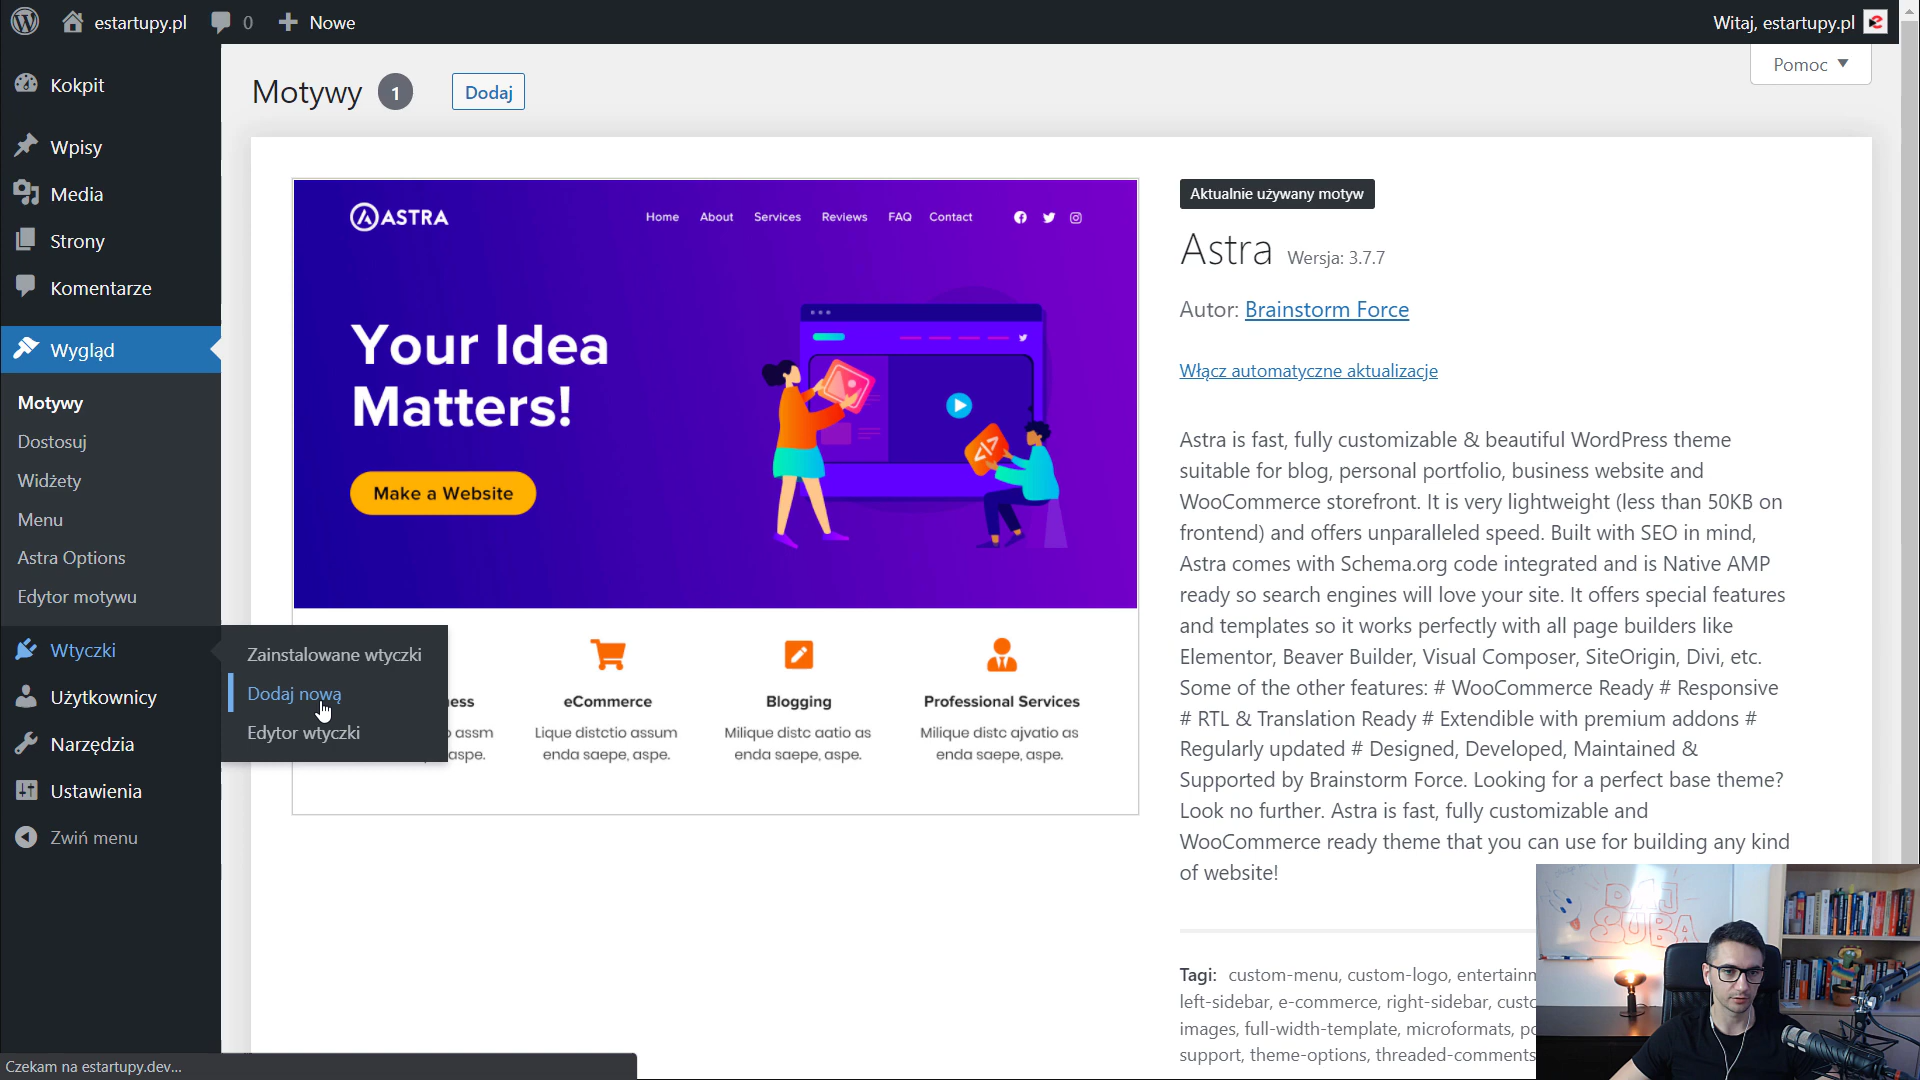 estartupy.pl
0
Nowe
Witaj, estartupy.pl
Pomoc
Kokpit
Wpisy
Media
Strony
Komentarze
Wygląd
Motywy
Dostosuj
Widżety
Menu
Astra Options
Edytor motywu
Wtyczki
Użytkownicy
Narzędzia
Ustawienia
Zwiń menu
Zainstalowane wtyczki
Dodaj nową
Edytor wtyczki
Motywy 1
Dodaj
ASTRA
Home About Services Reviews FAQ Contact
Your Idea
Matters!
Make a Website
ess
assm
aspe.
eCommerce
Lique distctio assum
enda saepe, aspe.
Blogging
Milique distc aatio as
enda saepe, aspe.
Professional Services
Milique distc ajvatio as
enda saepe, aspe.
Aktualnie używany motyw
Astra Wersja: 3.7.7
Autor: Brainstorm Force
Włącz automatyczne aktualizacje
Astra is fast, fully customizable & beautiful WordPress theme
suitable for blog, personal portfolio, business website and
WooCommerce storefront. It is very lightweight (less than 50KB on
frontend) and offers unparalleled speed. Built with SEO in mind,
Astra comes with Schema.org code integrated and is Native AMP
ready so search engines will love your site. It offers special features
and templates so it works perfectly with all page builders like
Elementor, Beaver Builder, Visual Composer, SiteOrigin, Divi, etc.
Some of the other features: # WooCommerce Ready # Responsive
# RTL & Translation Ready # Extendible with premium addons #
Regularly updated # Designed, Developed, Maintained &
Supported by Brainstorm Force. Looking for a perfect base theme?
Look no further. Astra is fast, fully customizable and
WooCommerce ready theme that you can use for building any kind
of website!
Tagi: custom-menu, custom-logo, entertainm
left-sidebar, e-commerce, right-sidebar, custo
images, full-width-template, microformats, po
support, theme-options, threaded-comments
DAJ
SUBA
Czekam na estartupy.dev...